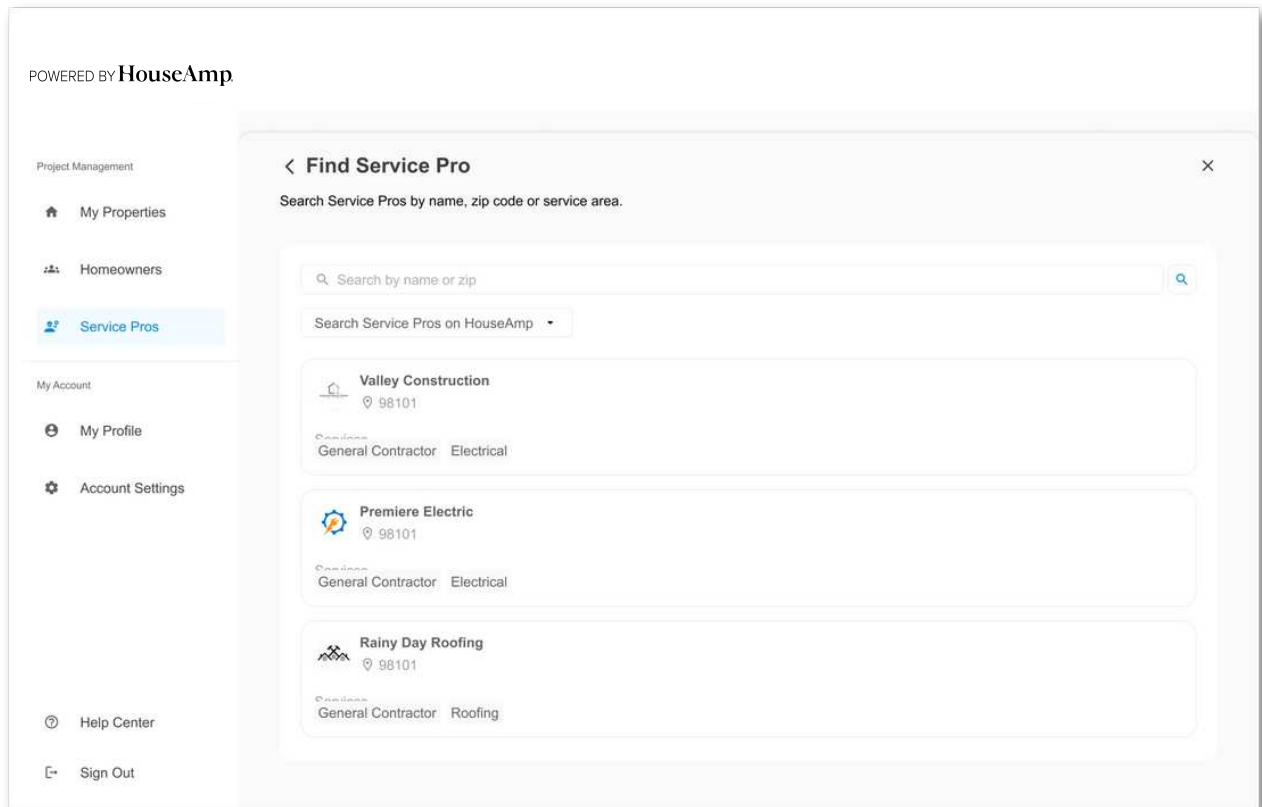 POWERED BY HouseAmp
Project Management
My Properties
Homeowners
Service Pros
My Account
My Profile
Account Settings
Help Center
Sign Out
Find Service Pro
Search Service Pros by name, zip code or service area.
Search by name or zip
Search Service Pros on HouseAmp
Valley Construction
98101
Services
General Contractor Electrical
Premiere Electric
98101
Services
General Contractor Electrical
Rainy Day Roofing
98101
Services
General Contractor Roofing